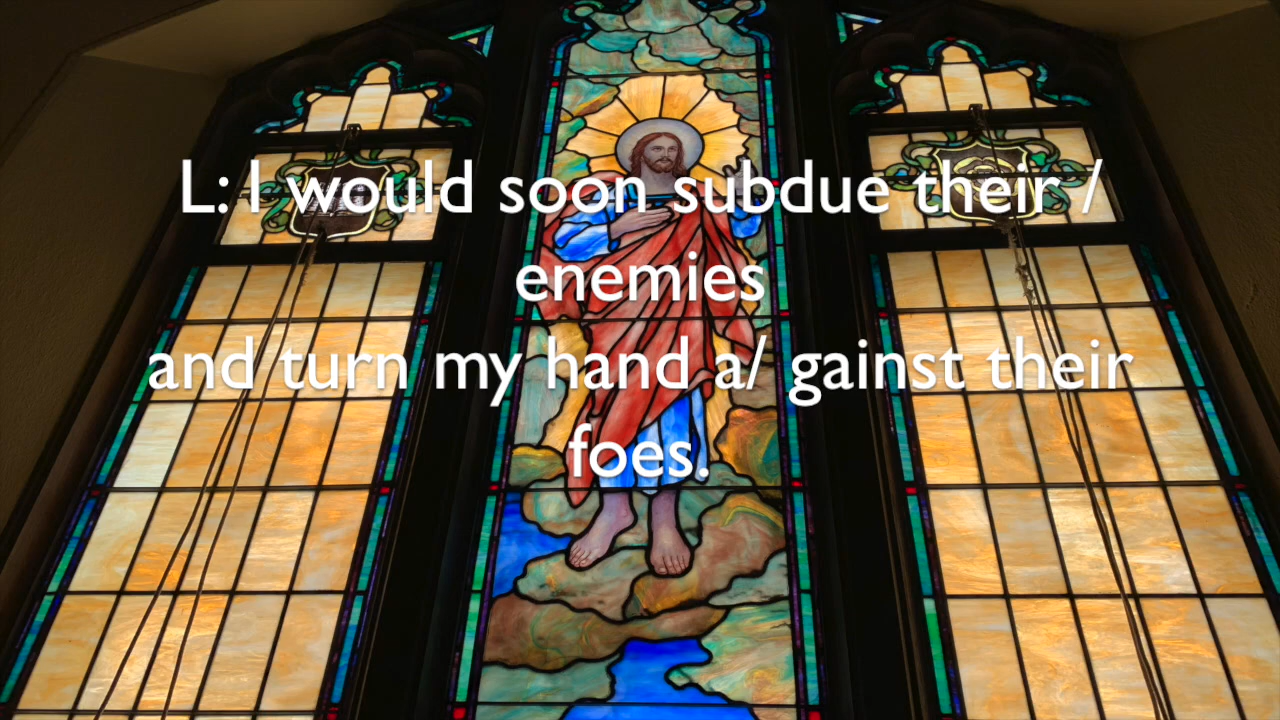 L: I would soon subdue their /
enemies
and turn my hand a/ gainst their
foes.